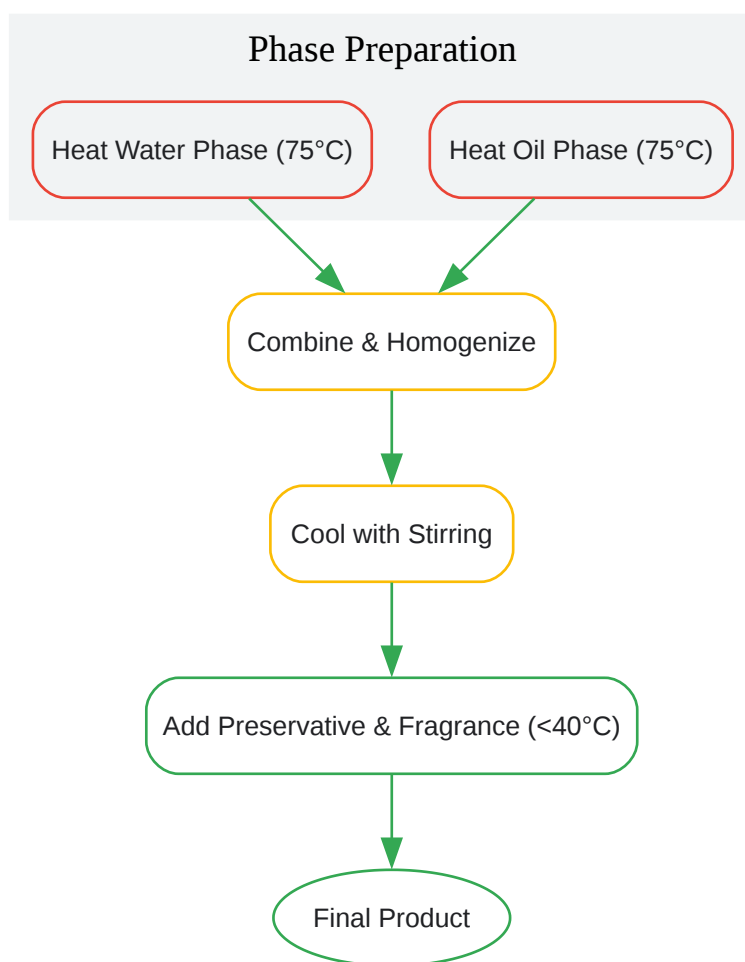 Phase Preparation
Heat Water Phase (75°C)
Heat Oil Phase (75°C)
Combine & Homogenize
Cool with Stirring
Add Preservative & Fragrance (<40°C)
Final Product